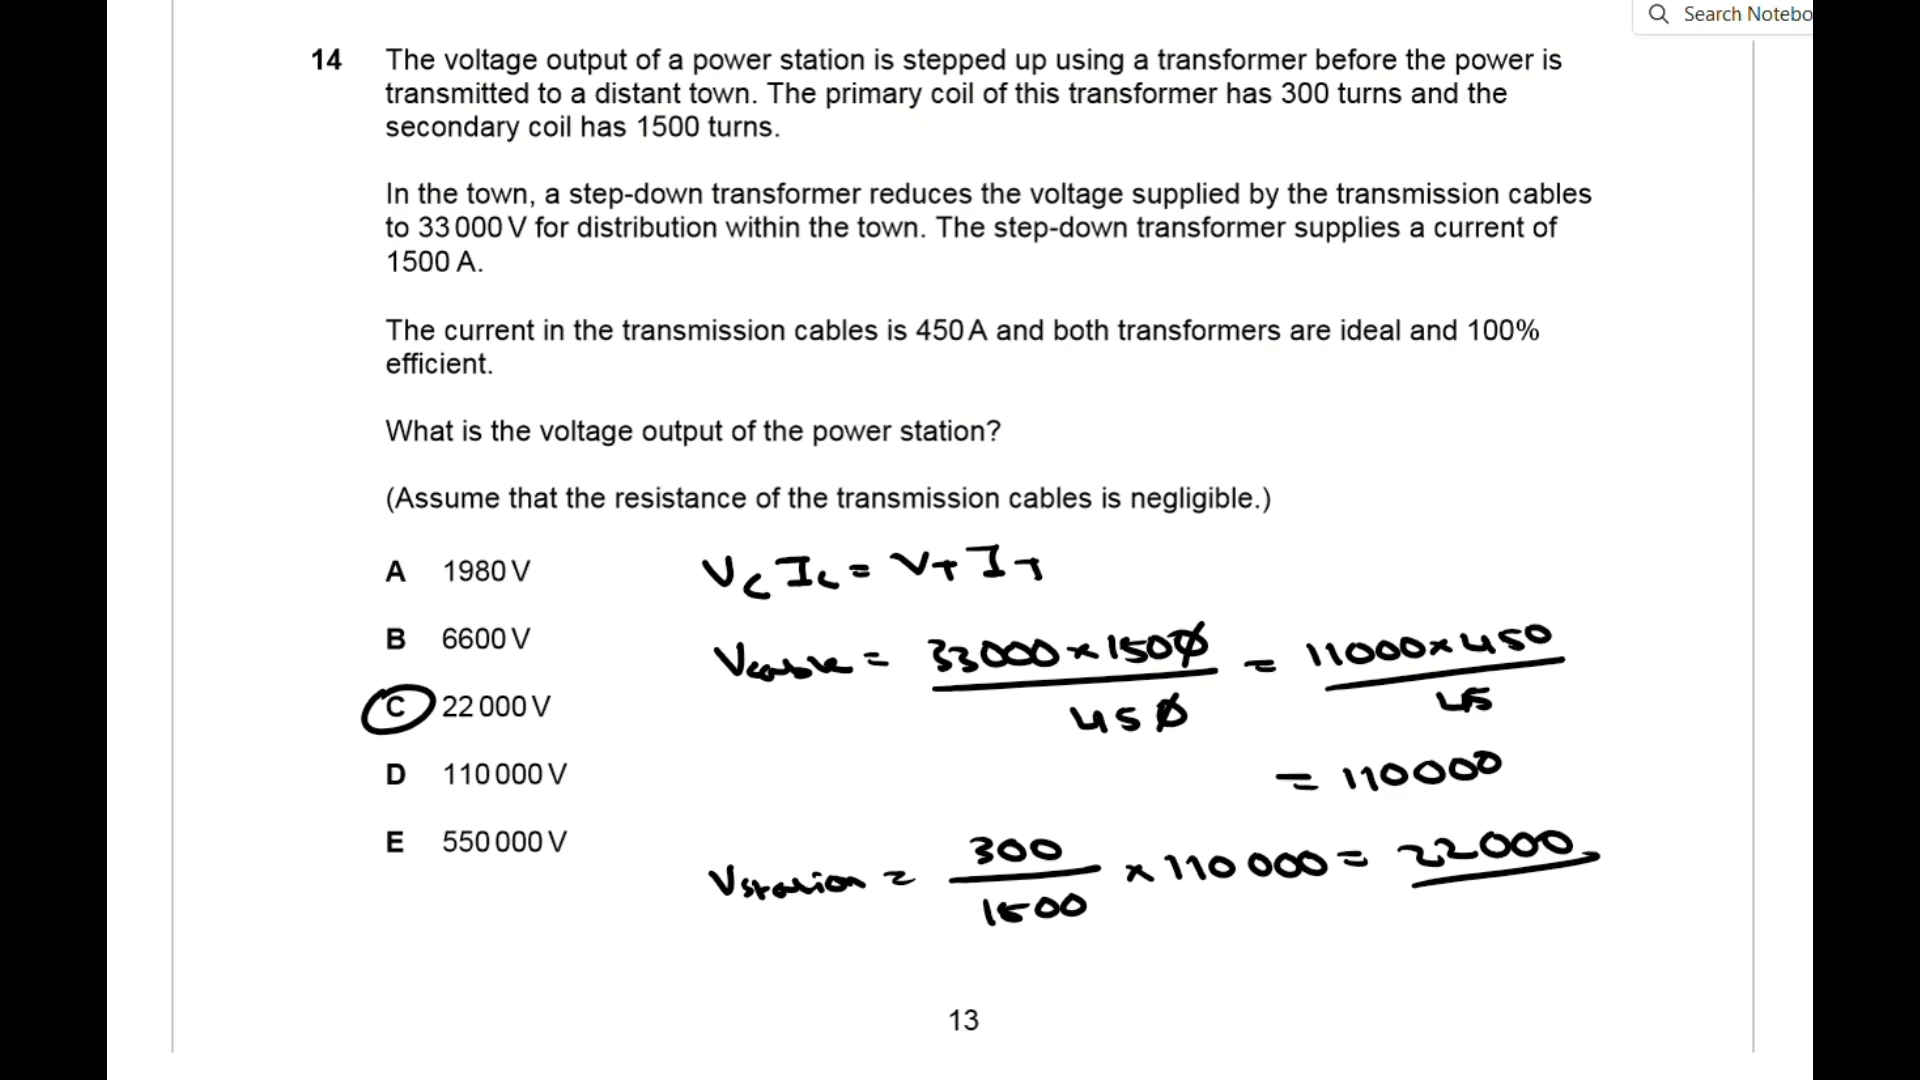 Search Notebo
14 The voltage output of a power station is stepped up using a transformer before the power is
transmitted to a distant town. The primary coil of this transformer has 300 turns and the
secondary coil has 1500 turns.
In the town, a step-down transformer reduces the voltage supplied by the transmission cables
to 33 000 V for distribution within the town. The step-down transformer supplies a current of
1500 A.
The current in the transmission cables is 450 A and both transformers are ideal and 100%
efficient.
What is the voltage output of the power station?
(Assume that the resistance of the transmission cables is negligible.)
A 1980 V
B 6600 V
C 22 000 V
D 110 000 V
E 550 000 V
V_C I_C = V_T I_T
V_cable = 33000 × 1500 / 450 = 11000 × 450 / 45
= 110000
V_station = 300 / 1500 × 110 000 = 22000
13